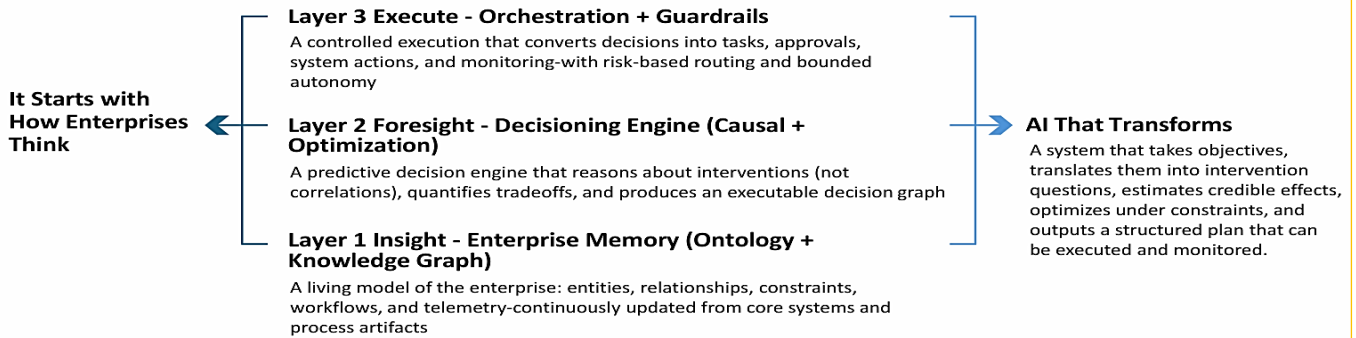 It Starts with
How Enterprises
Think
Layer 3 Execute - Orchestration + Guardrails
A controlled execution that converts decisions into tasks, approvals,
system actions, and monitoring-with risk-based routing and bounded
autonomy
Layer 2 Foresight - Decisioning Engine (Causal +
Optimization)
A predictive decision engine that reasons about interventions (not
correlations), quantifies tradeoffs, and produces an executable decision graph
Layer 1 Insight - Enterprise Memory (Ontology +
Knowledge Graph)
A living model of the enterprise: entities, relationships, constraints,
workflows, and telemetry-continuously updated from core systems and
process artifacts
AI That Transforms
A system that takes objectives,
translates them into intervention
questions, estimates credible effects,
optimizes under constraints, and
outputs a structured plan that can
be executed and monitored.